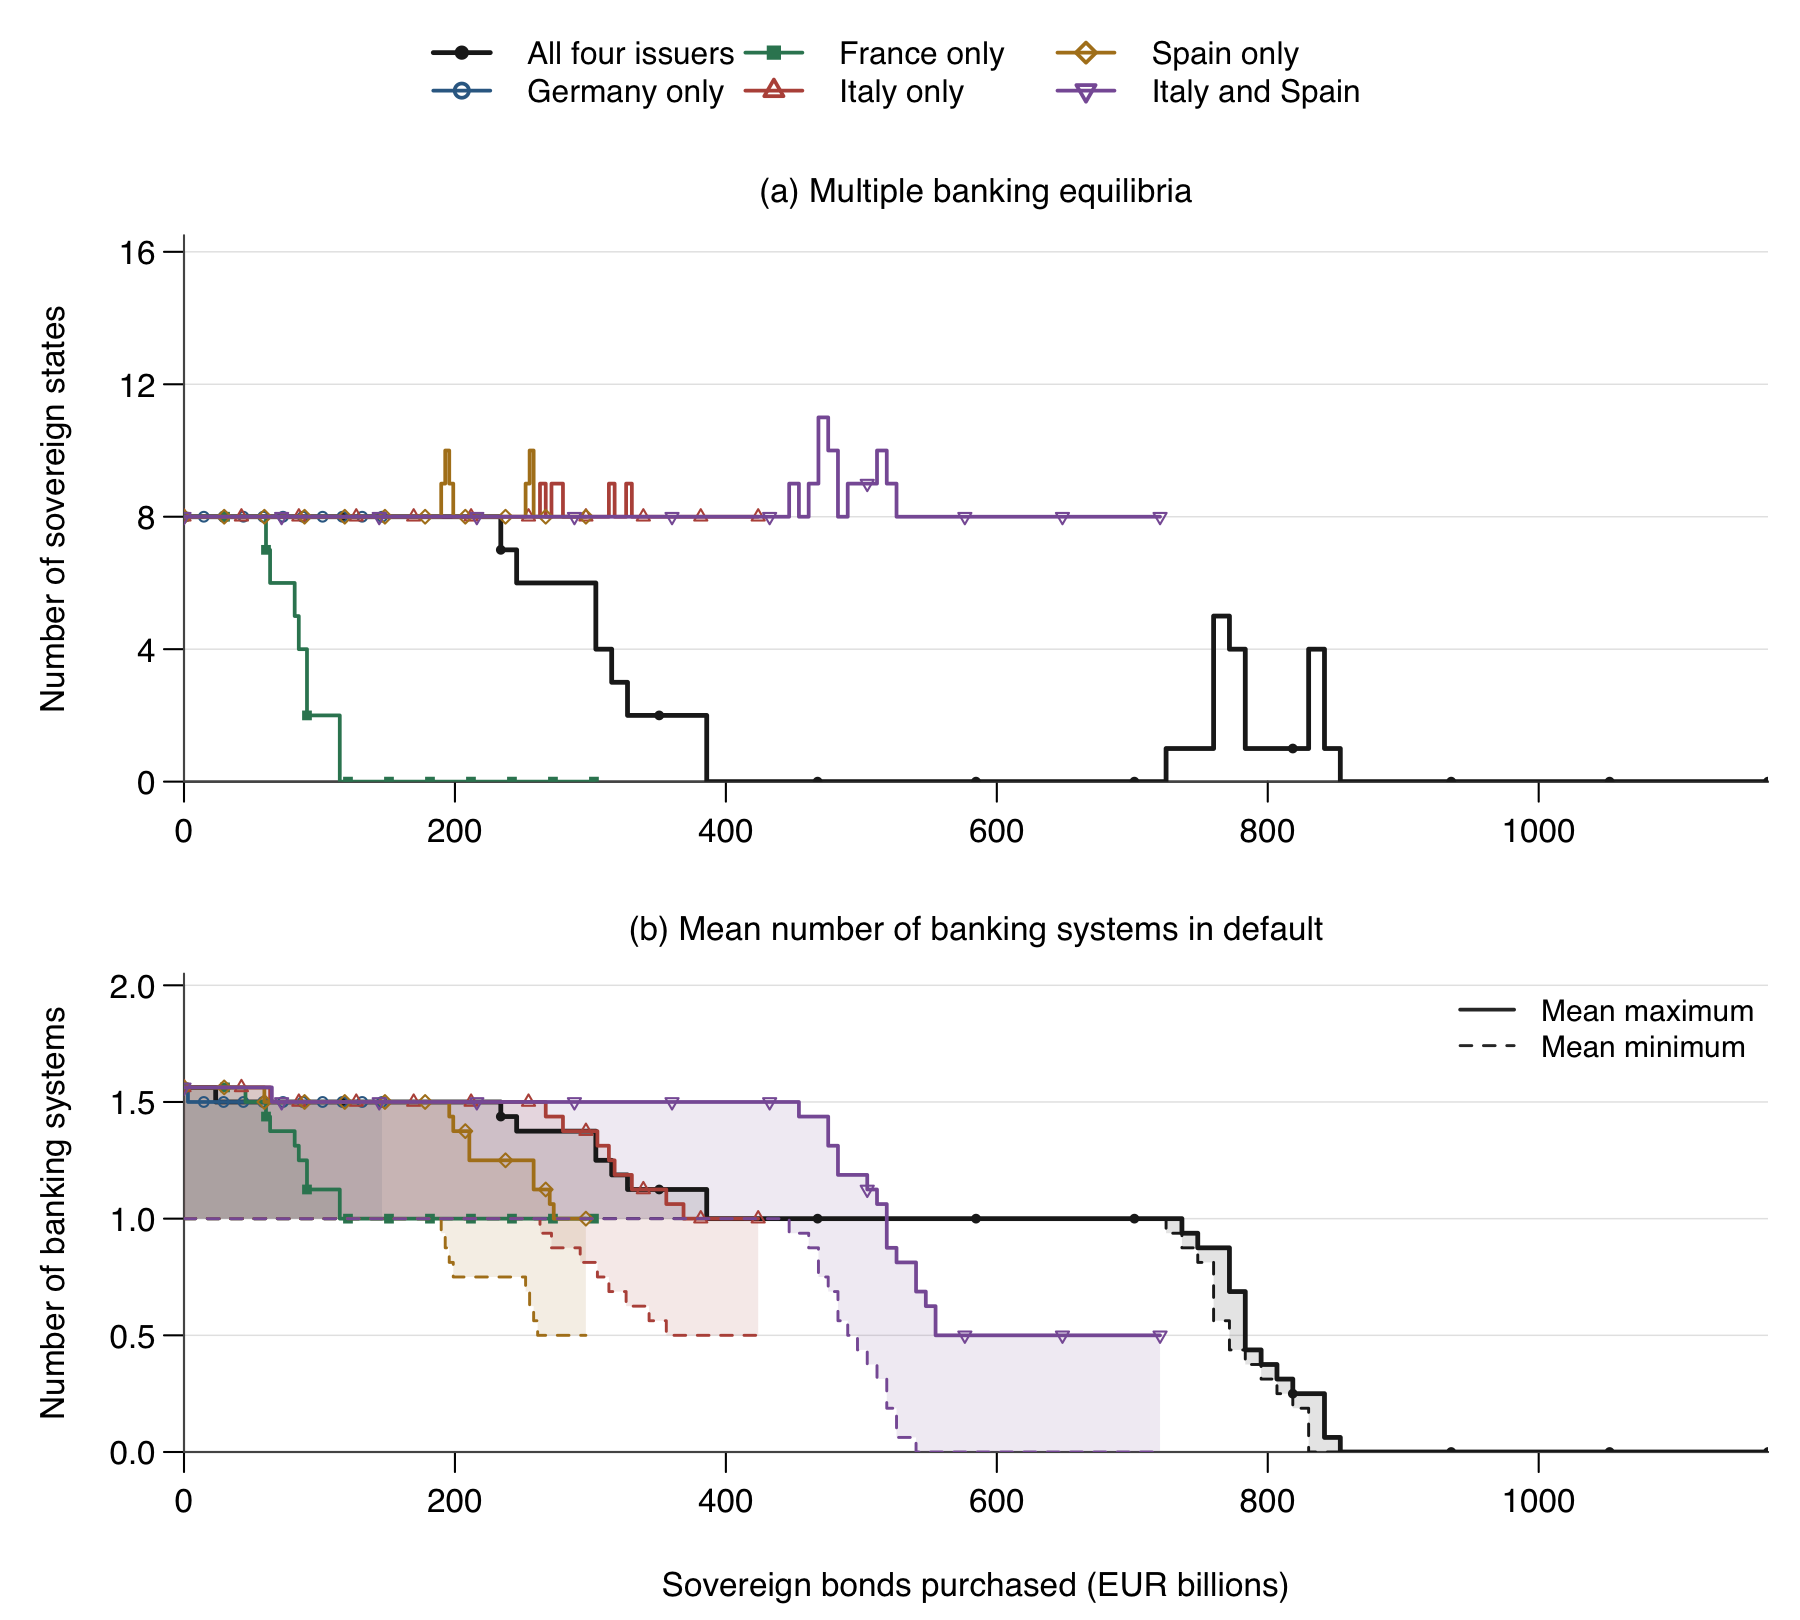 All four issuers France only Spain only
Germany only Italy only Italy and Spain
(a) Multiple banking equilibria
Number of sovereign states
16
12
8
4
0
0 200 400 600 800 1000
(b) Mean number of banking systems in default
Number of banking systems
2.0
1.5
1.0
0.5
0.0
Mean maximum
Mean minimum
0 200 400 600 800 1000
Sovereign bonds purchased (EUR billions)